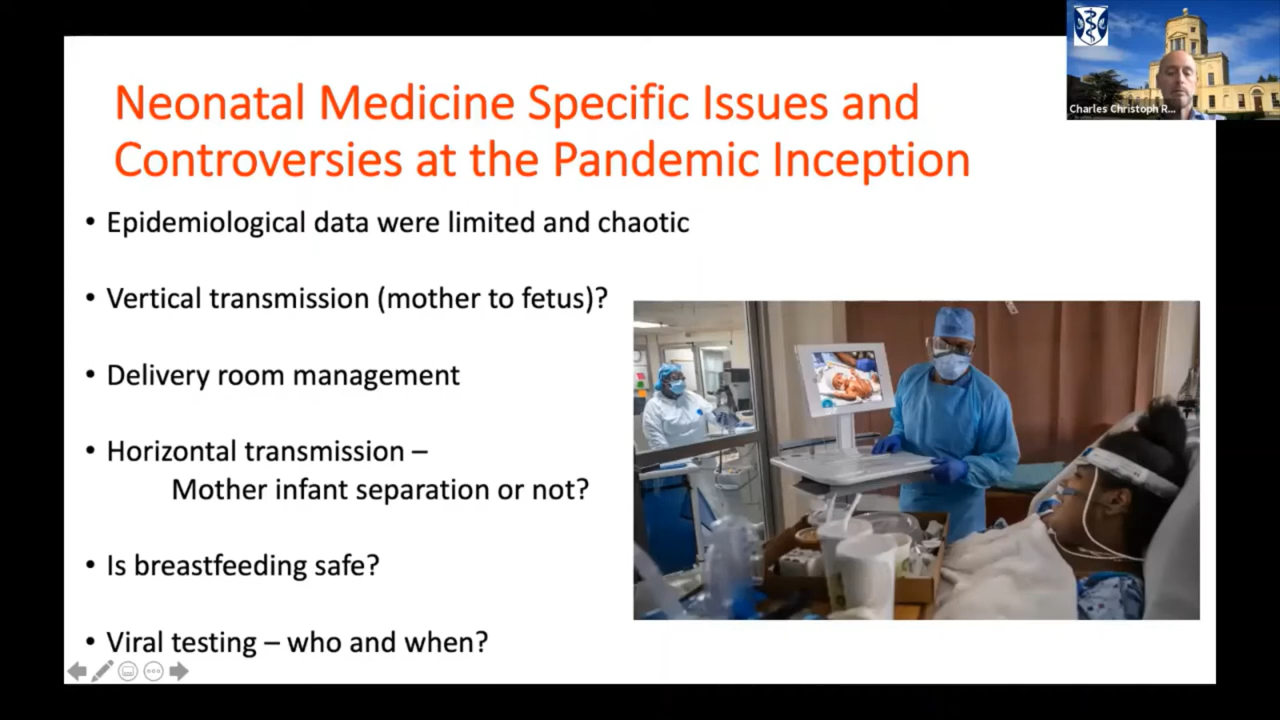 Neonatal Medicine Specific Issues and
Controversies at the Pandemic Inception
• Epidemiological data were limited and chaotic
• Vertical transmission (mother to fetus)?
• Delivery room management
• Horizontal transmission –
Mother infant separation or not?
• Is breastfeeding safe?
• Viral testing – who and when?
Charles Christoph R...